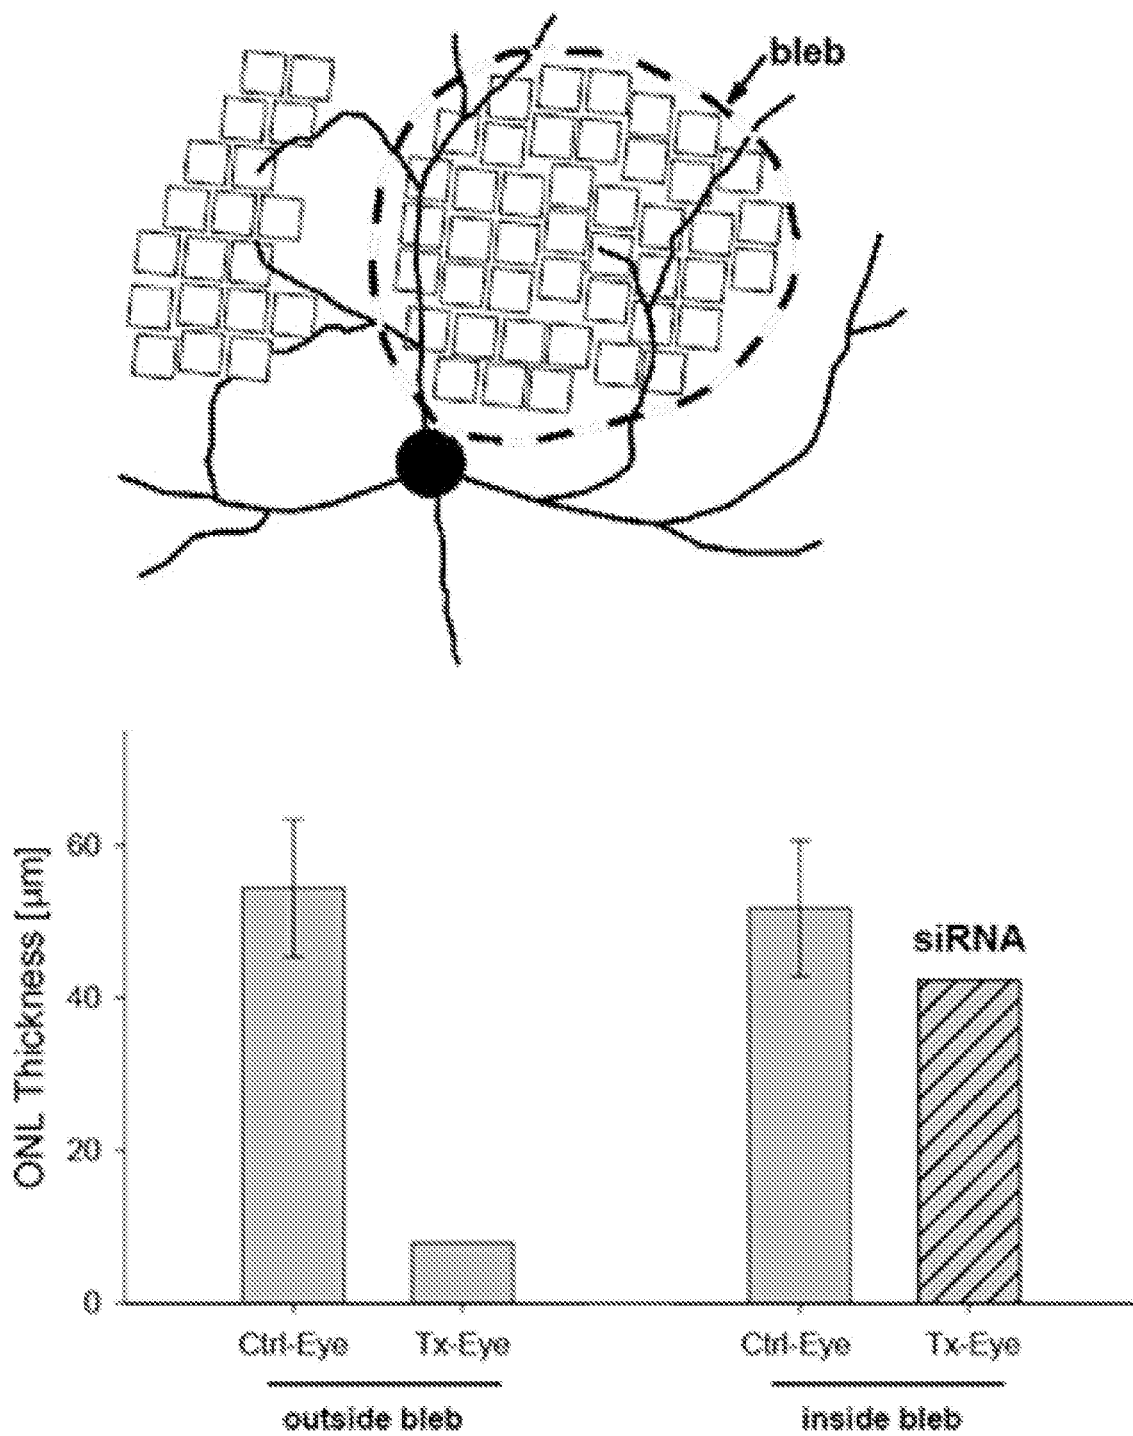 bleb
ONL Thickness [µm]
60
40
20
0
siRNA
Ctrl-Eye Tx-Eye Ctrl-Eye Tx-Eye
outside bleb inside bleb